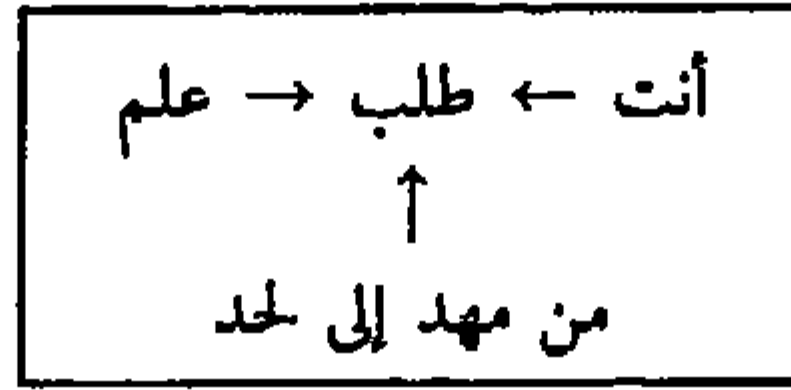 أنت ← طلب → علم
↑
من مهد إلى لحد